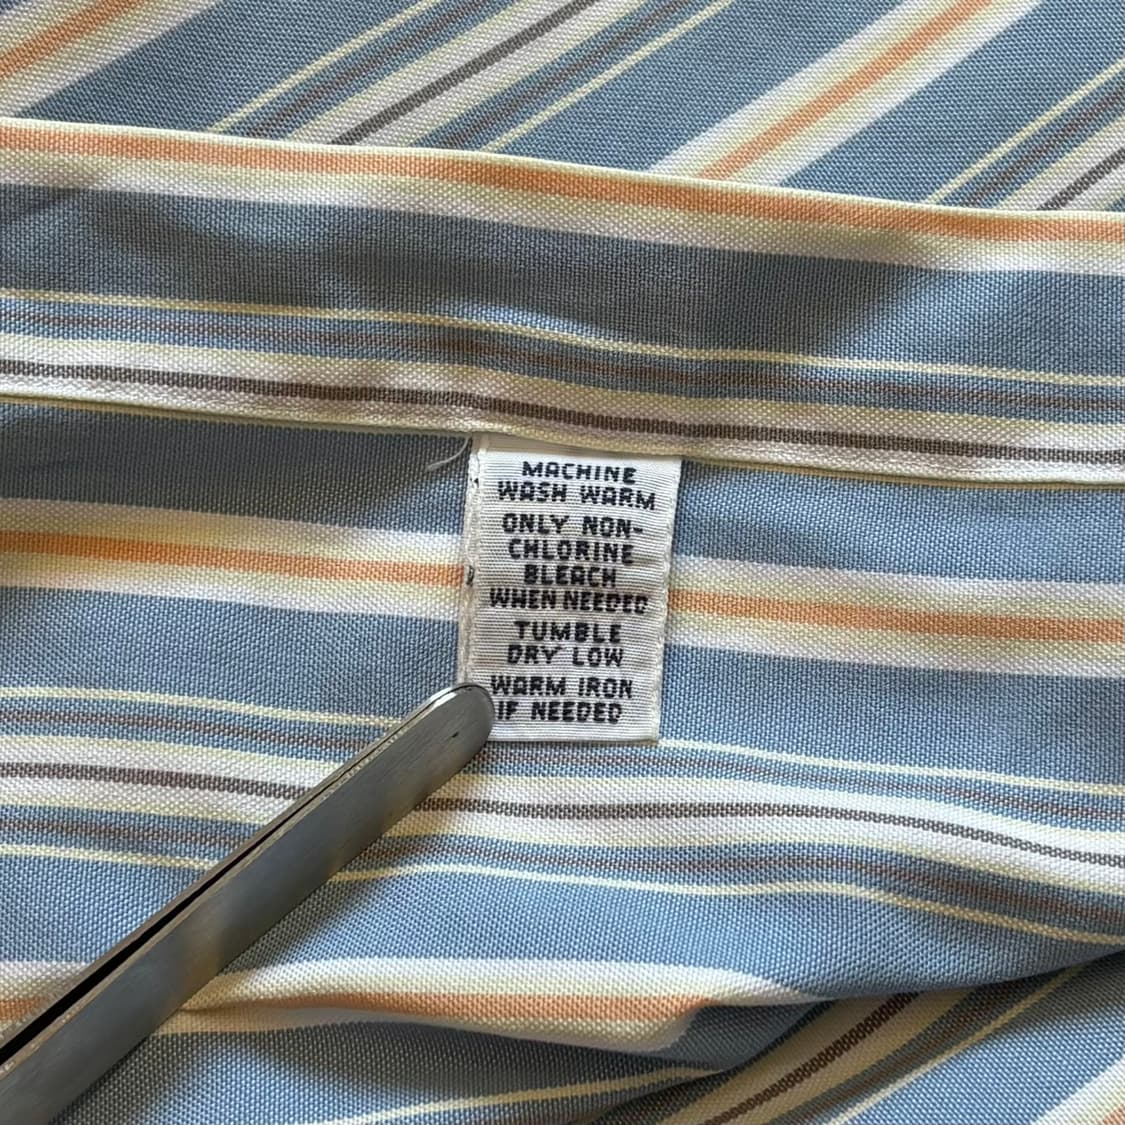 MACHINE
WASH WARM
ONLY NON-
CHLORINE
BLEACH
WHEN NEEDED
TUMBLE
DRY LOW
WARM IRON
IF NEEDED